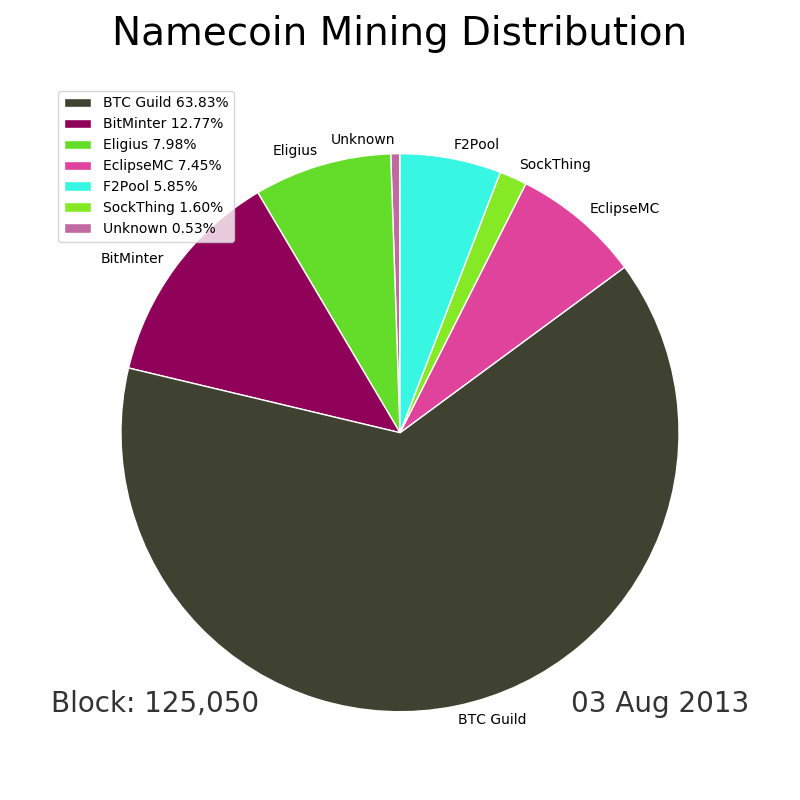 Namecoin Mining Distribution
BTC Guild 63.83%
BitMinter 12.77%
Eligius 7.98%
EclipseMC 7.45%
F2Pool 5.85%
SockThing 1.60%
Unknown 0.53%
Unknown
F2Pool
Eligius
SockThing
EclipseMC
BitMinter
Block: 125,050
03 Aug 2013
BTC Guild